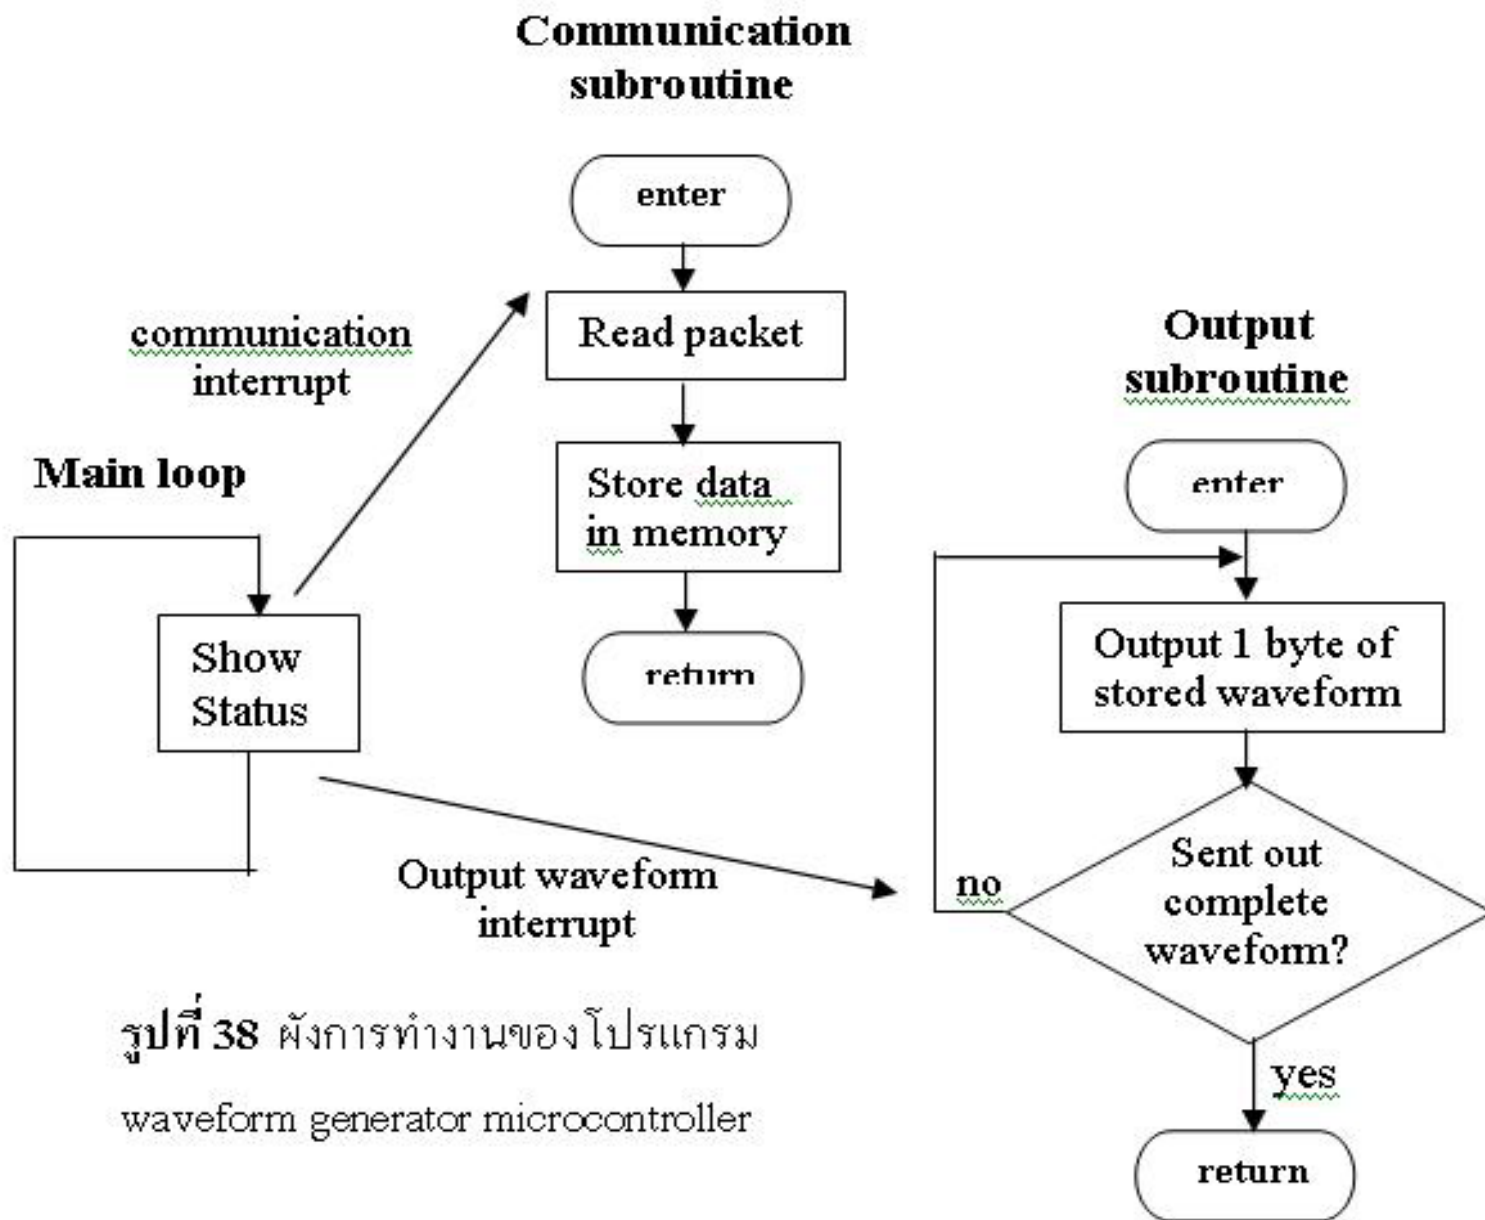 Communication
subroutine
enter
Read packet
communication
interrupt
Store data
in memory
return
Main loop
Show
Status
Output
subroutine
enter
Output 1 byte of
stored waveform
Sent out
complete
waveform?
no
yes
return
Output waveform
interrupt
รูปที่ 38 ผังการทำงานของโปรแกรม
waveform generator microcontroller